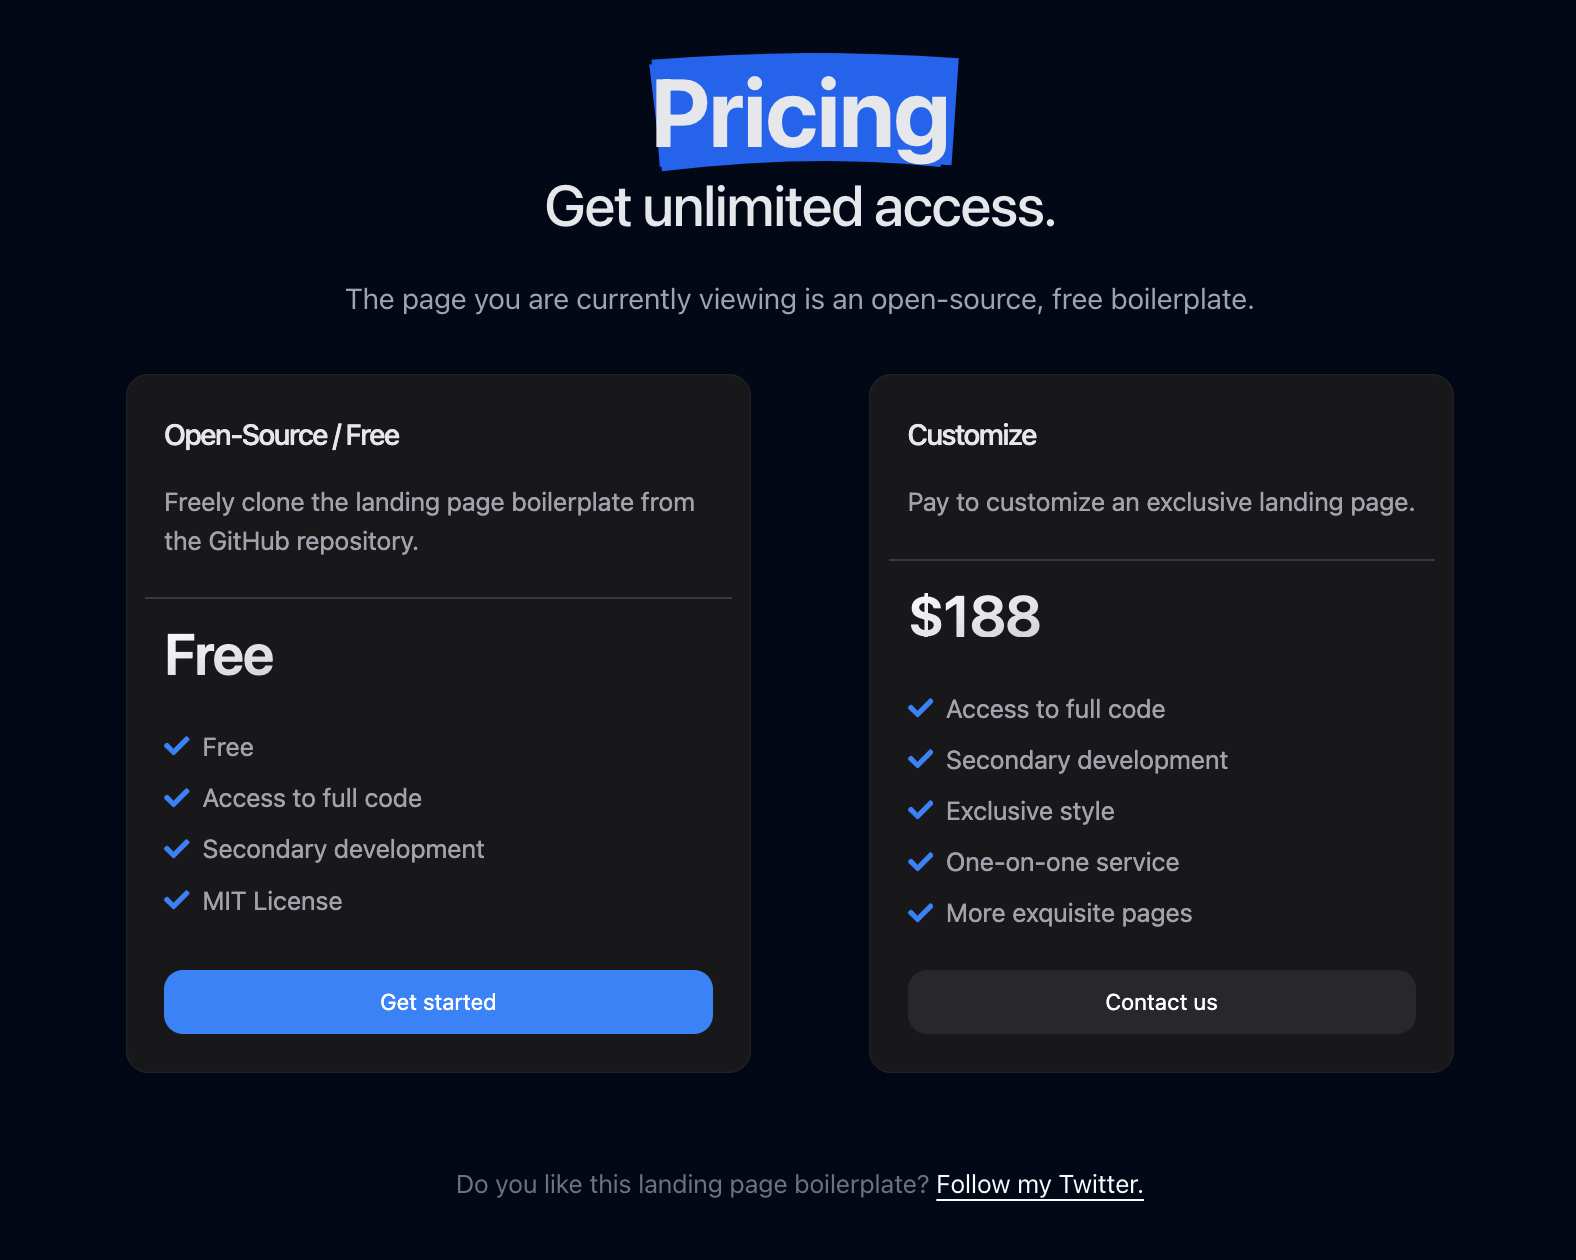 Pricing
Get unlimited access.
The page you are currently viewing is an open-source, free boilerplate.
Open-Source / Free
Freely clone the landing page boilerplate from
the GitHub repository.
Free
Free
Access to full code
Secondary development
MIT License
Get started
Customize
Pay to customize an exclusive landing page.
$188
Access to full code
Secondary development
Exclusive style
One-on-one service
More exquisite pages
Contact us
Do you like this landing page boilerplate? Follow my Twitter.